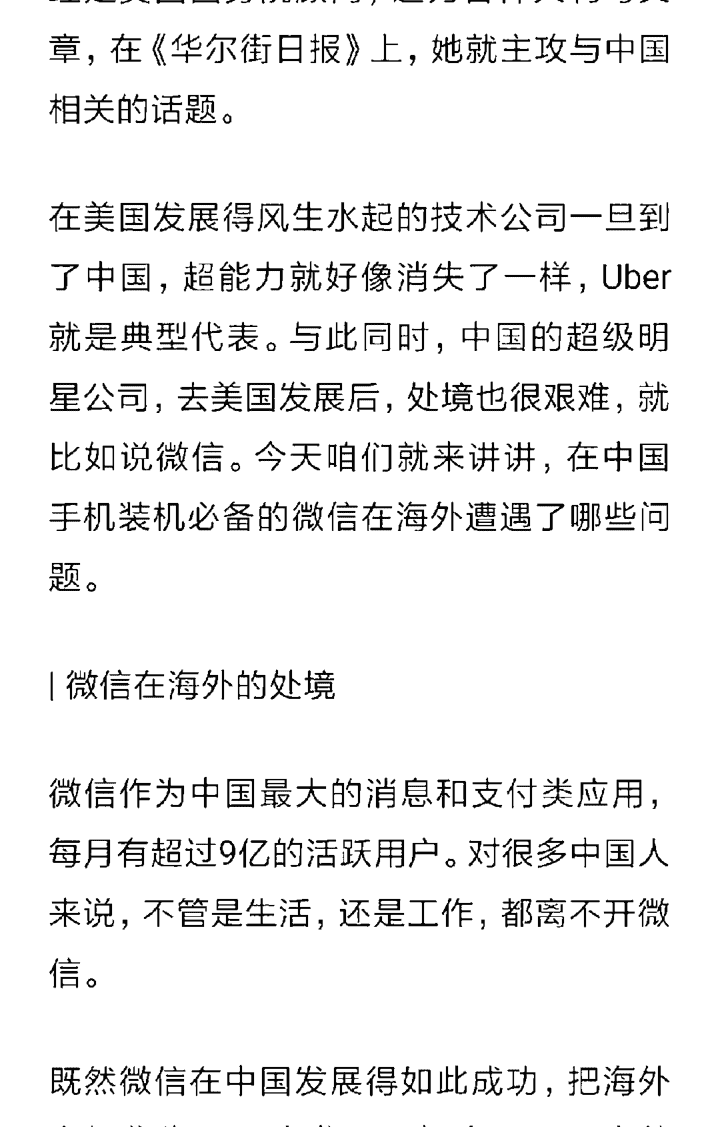 章，在《华尔街日报》上，她就主攻与中国
相关的话题。
在美国发展得风生水起的技术公司一旦到
了中国，超能力就好像消失了一样，Uber
就是典型代表。与此同时，中国的超级明
星公司，去美国发展后，处境也很艰难，就
比如说微信。今天咱们就来讲讲，在中国
手机装机必备的微信在海外遭遇了哪些问
题。
| 微信在海外的处境
微信作为中国最大的消息和支付类应用，
每月有超过9亿的活跃用户。对很多中国人
来说，不管是生活，还是工作，都离不开微
信。
既然微信在中国发展得如此成功，把海外